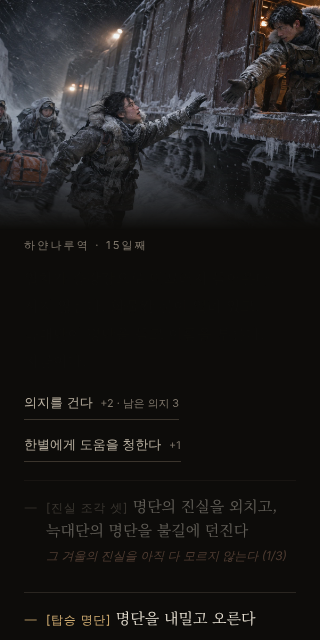 하얀나루역 · 15일째
의지를 건다 +2 · 남은 의지 3
한별에게 도움을 청한다 +1
— [진실 조각 셋] 명단의 진실을 외치고,
늑대단의 명단을 불길에 던진다
그 겨울의 진실을 아직 다 모르지 않는다 (1/3)
— [탑승 명단] 명단을 내밀고 오른다